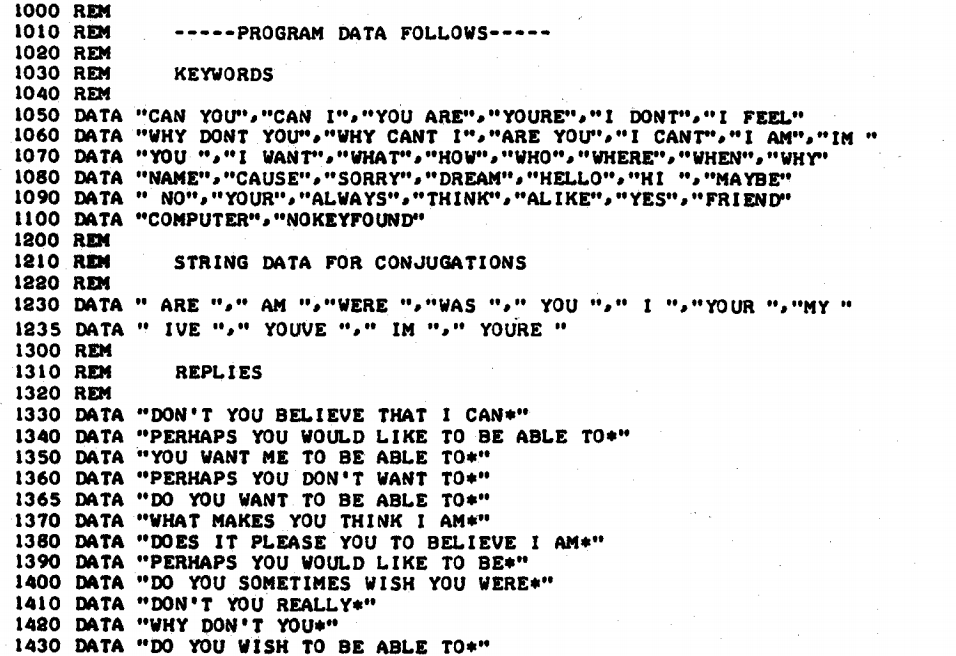 1000 REM
1010 REM -----PROGRAM DATA FOLLOWS-----
1020 REM
1030 REM KEYWORDS
1040 REM
1050 DATA "CAN YOU","CAN I","YOU ARE","YOURE","I DONT","I FEEL"
1060 DATA "WHY DONT YOU","WHY CANT I","ARE YOU","I CANT","I AM","IM "
1070 DATA "YOU ","I WANT","WHAT","HOW","WHO","WHERE","WHEN","WHY"
1080 DATA "NAME","CAUSE","SORRY","DREAM","HELLO","HI ","MAYBE"
1090 DATA " NO","YOUR","ALWAYS","THINK","ALIKE","YES","FRIEND"
1100 DATA "COMPUTER","NOKEYFOUND"
1200 REM
1210 REM STRING DATA FOR CONJUGATIONS
1220 REM
1230 DATA " ARE "," AM ","WERE ","WAS "," YOU "," I ","YOUR ","MY "
1235 DATA " IVE "," YOUVE "," IM "," YOURE "
1300 REM
1310 REM REPLIES
1320 REM
1330 DATA "DON'T YOU BELIEVE THAT I CAN*"
1340 DATA "PERHAPS YOU WOULD LIKE TO BE ABLE TO*"
1350 DATA "YOU WANT ME TO BE ABLE TO*"
1360 DATA "PERHAPS YOU DON'T WANT TO*"
1365 DATA "DO YOU WANT TO BE ABLE TO*"
1370 DATA "WHAT MAKES YOU THINK I AM*"
1380 DATA "DOES IT PLEASE YOU TO BELIEVE I AM*"
1390 DATA "PERHAPS YOU WOULD LIKE TO BE*"
1400 DATA "DO YOU SOMETIMES WISH YOU WERE*"
1410 DATA "DON'T YOU REALLY*"
1420 DATA "WHY DON'T YOU*"
1430 DATA "DO YOU WISH TO BE ABLE TO*"